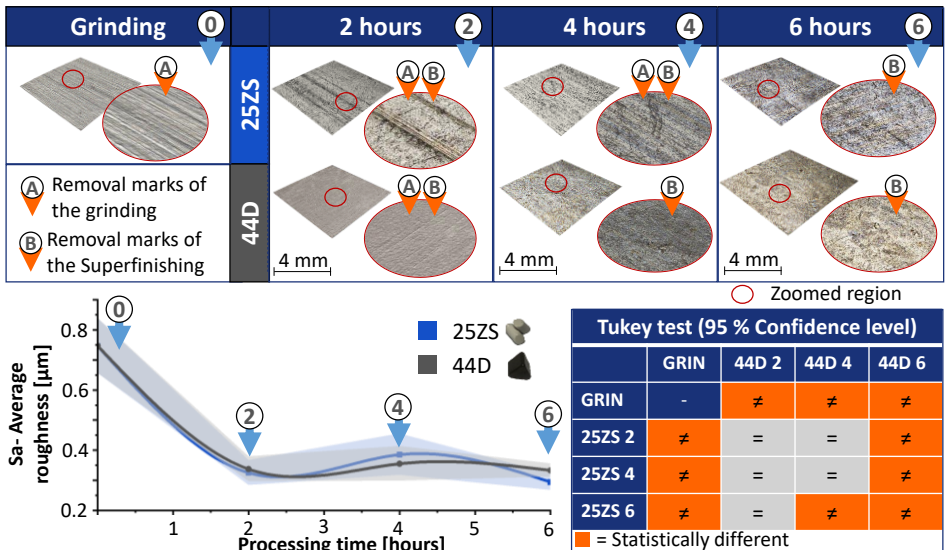 Grinding
0
2 hours
2
4 hours
4
6 hours
6
25ZS
44D
A
A B
A B
B
A B
B
B
A Removal marks of
the grinding
B Removal marks of
the Superfinishing
4 mm
4 mm
4 mm
Zoomed region
0.8
0.6
0.4
0.2
Sa- Average
roughness [µm]
0
2
4
6
25ZS
44D
1 2 3 4 5 6
Processing time [hours]
Tukey test (95 % Confidence level)
GRIN 44D 2 44D 4 44D 6
GRIN - ≠ ≠ ≠
25ZS 2 ≠ = = ≠
25ZS 4 ≠ = = ≠
25ZS 6 ≠ = ≠ ≠
= Statistically different